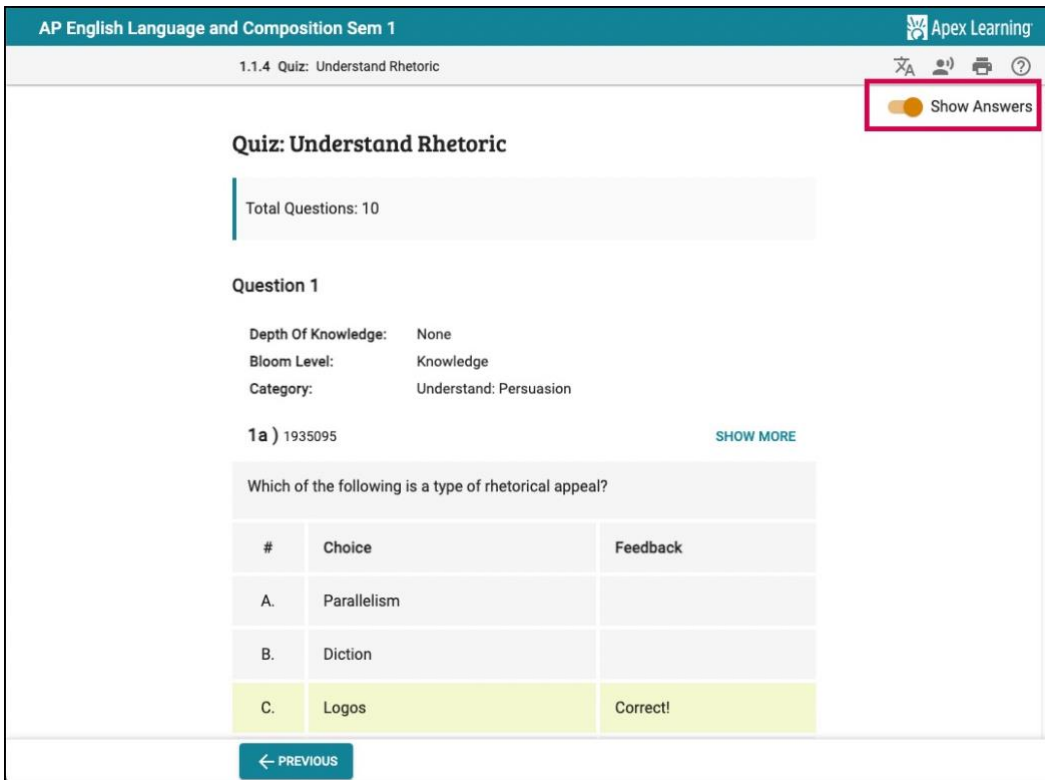 AP English Language and Composition Sem 1
Apex Learning
1.1.4 Quiz: Understand Rhetoric
Show Answers
Quiz: Understand Rhetoric
Total Questions: 10
Question 1
Depth Of Knowledge: None
Bloom Level: Knowledge
Category: Understand: Persuasion
1a ) 1935095 SHOW MORE
Which of the following is a type of rhetorical appeal?
# Choice Feedback
A. Parallelism
B. Diction
C. Logos Correct!
← PREVIOUS